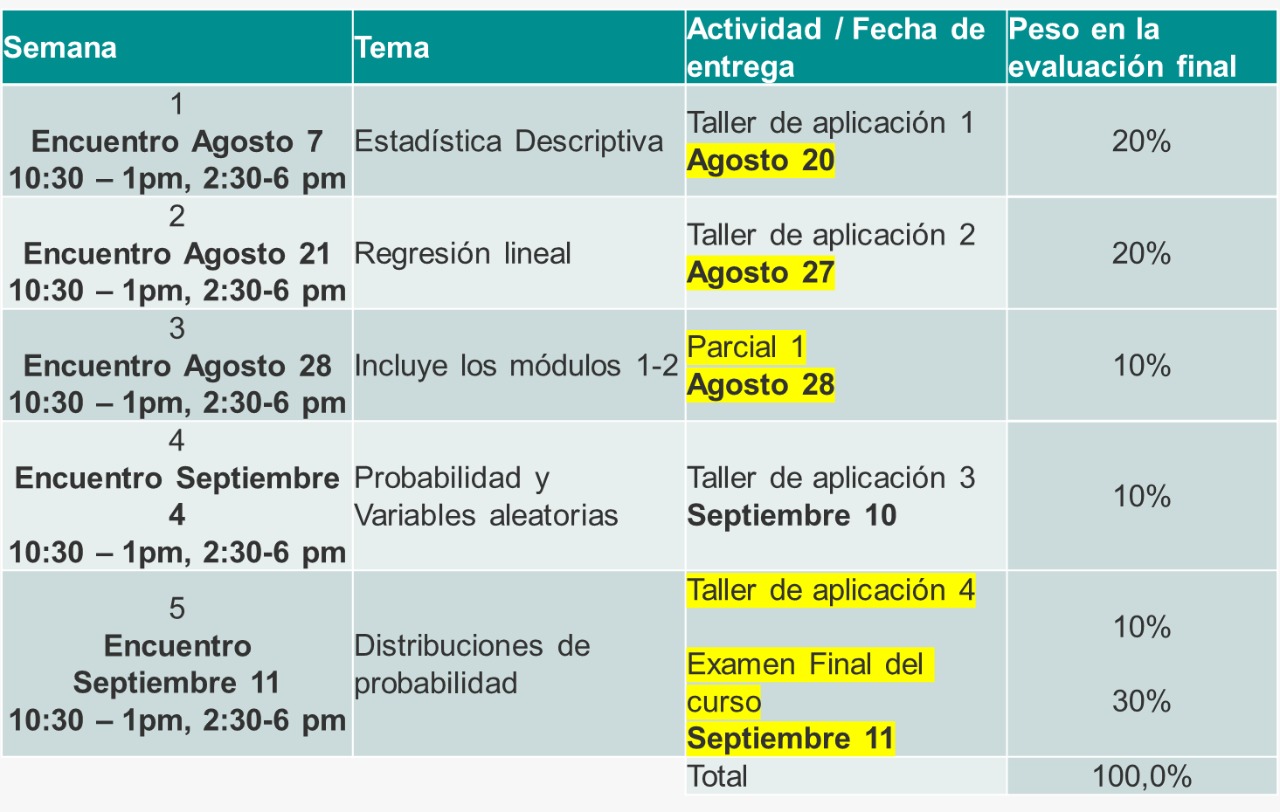 Semana
Tema
Actividad / Fecha de
entrega
Peso en la
evaluación final
1
Encuentro Agosto 7
10:30 – 1pm, 2:30-6 pm
Estadística Descriptiva
Taller de aplicación 1
Agosto 20
20%
2
Encuentro Agosto 21
10:30 – 1pm, 2:30-6 pm
Regresión lineal
Taller de aplicación 2
Agosto 27
20%
3
Encuentro Agosto 28
10:30 – 1pm, 2:30-6 pm
Incluye los módulos 1-2
Parcial 1
Agosto 28
10%
4
Encuentro Septiembre
4
10:30 – 1pm, 2:30-6 pm
Probabilidad y
Variables aleatorias
Taller de aplicación 3
Septiembre 10
10%
5
Encuentro
Septiembre 11
10:30 – 1pm, 2:30-6 pm
Distribuciones de
probabilidad
Taller de aplicación 4
Examen Final del
curso
Septiembre 11
10%
30%
Total
100,0%